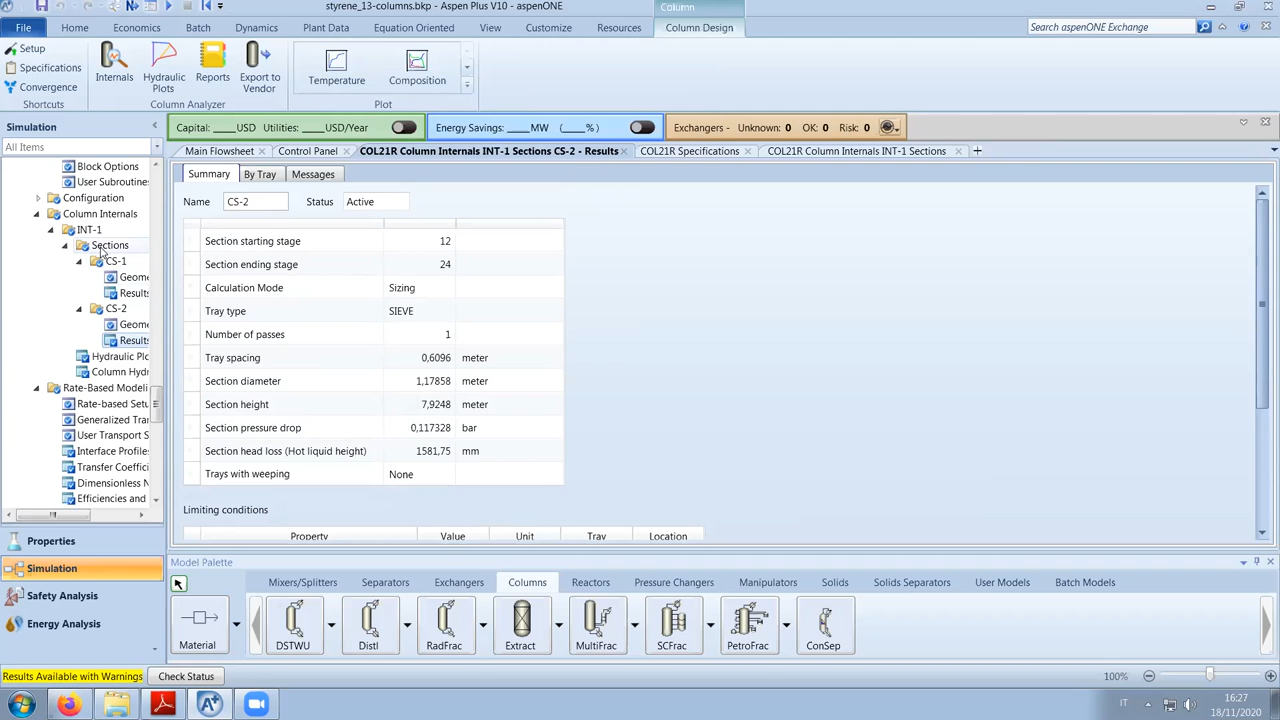 styrene_13-columns.bkp - Aspen Plus V10 - aspenONE
Column
File Home Economics Batch Dynamics Plant Data Equation Oriented View Customize Resources Column Design Search aspenONE Exchange
Setup
Specifications
Convergence
Shortcuts
Internals
Hydraulic Plots
Reports
Export to Vendor
Column Analyzer
Temperature
Composition
Plot
Simulation
All Items
Capital: ____USD Utilities: ____USD/Year
Energy Savings: ____MW (____%)
Exchangers - Unknown: 0 OK: 0 Risk: 0
Main Flowsheet Control Panel COL21R Column Internals INT-1 Sections CS-2 - Results COL21R Specifications COL21R Column Internals INT-1 Sections +
Block Options
User Subroutine
Configuration
Column Internals
INT-1
Sections
CS-1
Geome
Results
CS-2
Geome
Results
Hydraulic Plo
Column Hydr
Rate-Based Modeli
Rate-based Setu
Generalized Tra
User Transport S
Interface Profile
Transfer Coeffici
Dimensionless N
Efficiencies and
Properties
Simulation
Safety Analysis
Energy Analysis
Summary By Tray Messages
Name CS-2 Status Active
Section starting stage 12
Section ending stage 24
Calculation Mode Sizing
Tray type SIEVE
Number of passes 1
Tray spacing 0,6096 meter
Section diameter 1,17858 meter
Section height 7,9248 meter
Section pressure drop 0,117328 bar
Section head loss (Hot liquid height) 1581,75 mm
Trays with weeping None
Limiting conditions
Property Value Unit Tray Location
Model Palette
Mixers/Splitters Separators Exchangers Columns Reactors Pressure Changers Manipulators Solids Solids Separators User Models Batch Models
Material DSTWU Distl RadFrac Extract MultiFrac SCFrac PetroFrac ConSep
Results Available with Warnings Check Status 100%
IT 16:27
18/11/2020